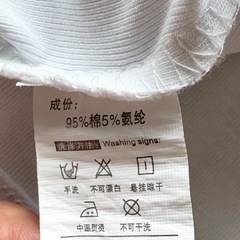 成份：
95%棉5%氨纶
洗涤方法： Washing signs:
手洗 不可漂白 悬挂晾干
中温熨烫 不可干洗